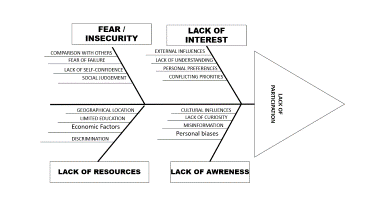 FEAR /
INSECURITY
LACK OF
INTEREST
COMPARISON WITH OTHERS
FEAR OF FAILURE
LACK OF SELF-CONFIDENCE
SOCIAL JUDGEMENT
EXTERNAL INFLUENCES
LACK OF UNDERSTANDING
PERSONAL PREFERENCES
CONFLICTING PRIORITIES
LACK OF
PARTICIPATION
GEOGRAPHICAL LOCATION
LIMITED EDUCATION
Economic Factors
DISCRIMINATION
CULTURAL INFLUENCES
LACK OF CURIOSITY
MISINFORMATION
Personal biases
LACK OF RESOURCES
LACK OF AWRENESS